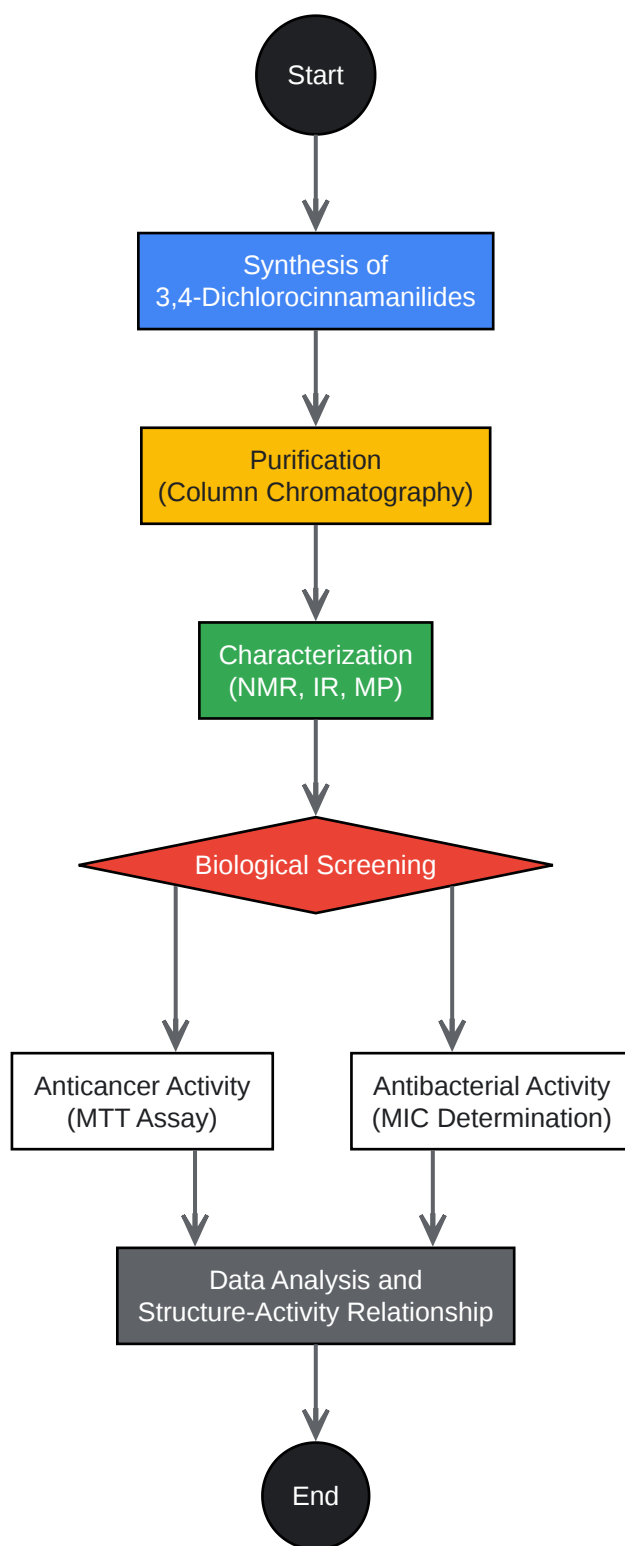 Start
Synthesis of
3,4-Dichlorocinnamanilides
Purification
(Column Chromatography)
Characterization
(NMR, IR, MP)
Biological Screening
Anticancer Activity
(MTT Assay)
Antibacterial Activity
(MIC Determination)
Data Analysis and
Structure-Activity Relationship
End